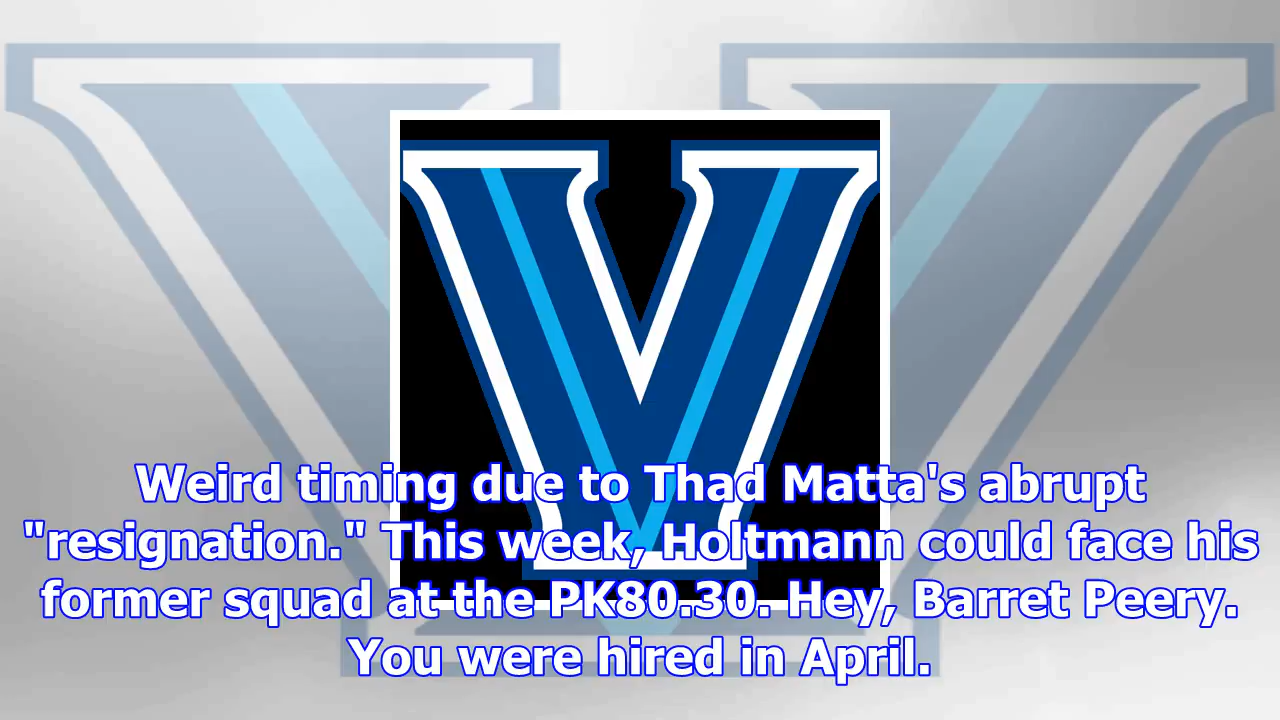 Weird timing due to Thad Matta's abrupt
"resignation." This week, Holtmann could face his
former squad at the PK80.30. Hey, Barret Peery.
You were hired in April.